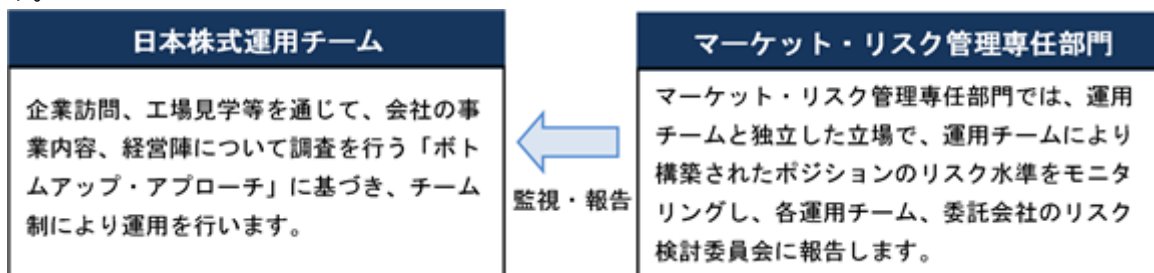 日本株式運用チーム
企業訪問、工場見学等を通じて、会社の事
業内容、経営陣について調査を行う「ボト
ムアップ・アプローチ」に基づき、チーム
制により運用を行います。
監視・報告
マーケット・リスク管理専任部門
マーケット・リスク管理専任部門では、運用
チームと独立した立場で、運用チームにより
構築されたポジションのリスク水準をモニタ
リングし、各運用チーム、委託会社のリスク
検討委員会に報告します。